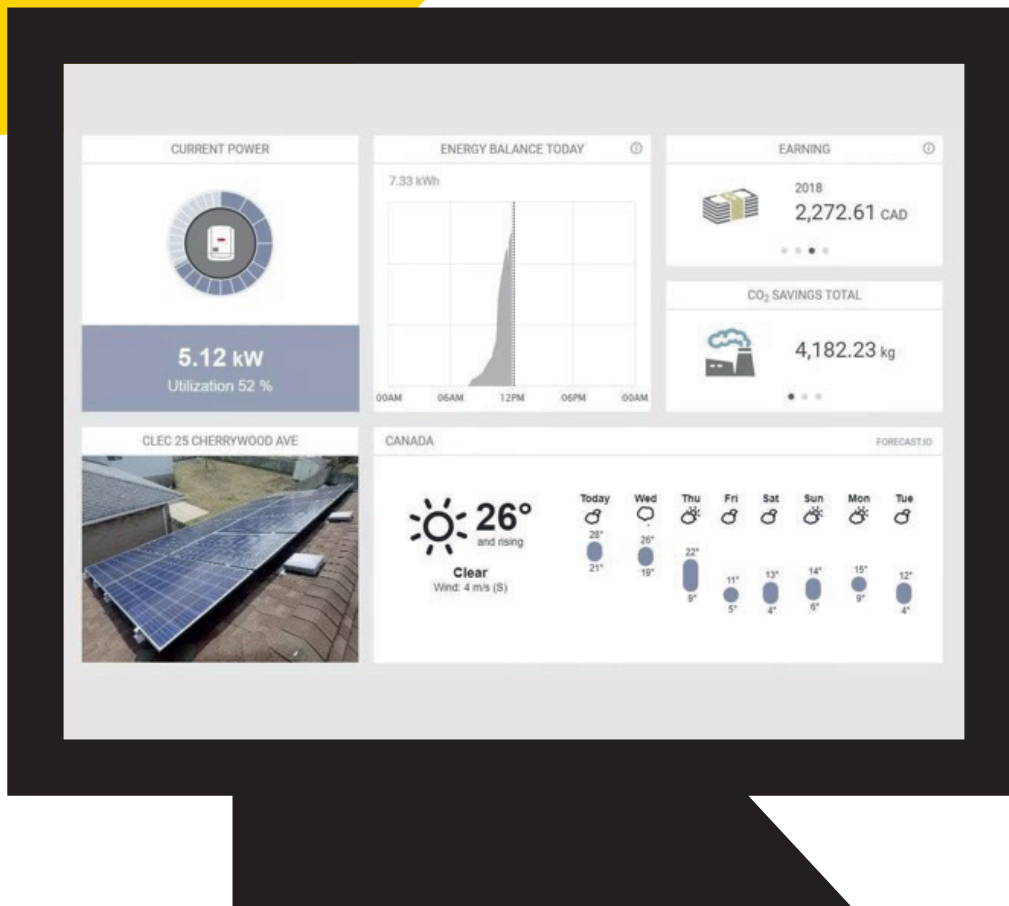 CURRENT POWER
5.12 kW
Utilization 52 %
ENERGY BALANCE TODAY
7.33 kWh
00AM 06AM 12PM 06PM 00AM
EARNING
2018
2,272.61 CAD
CO₂ SAVINGS TOTAL
4,182.23 kg
CLEC 25 CHERRYWOOD AVE
CANADA
FORECAST.IO
26°
and rising
Clear
Wind: 4 m/s (S)
Today Wed Thu Fri Sat Sun Mon Tue
28° 26° 22° 11° 13° 14° 15° 12°
21° 19° 9° 5° 4° 6° 9° 4°